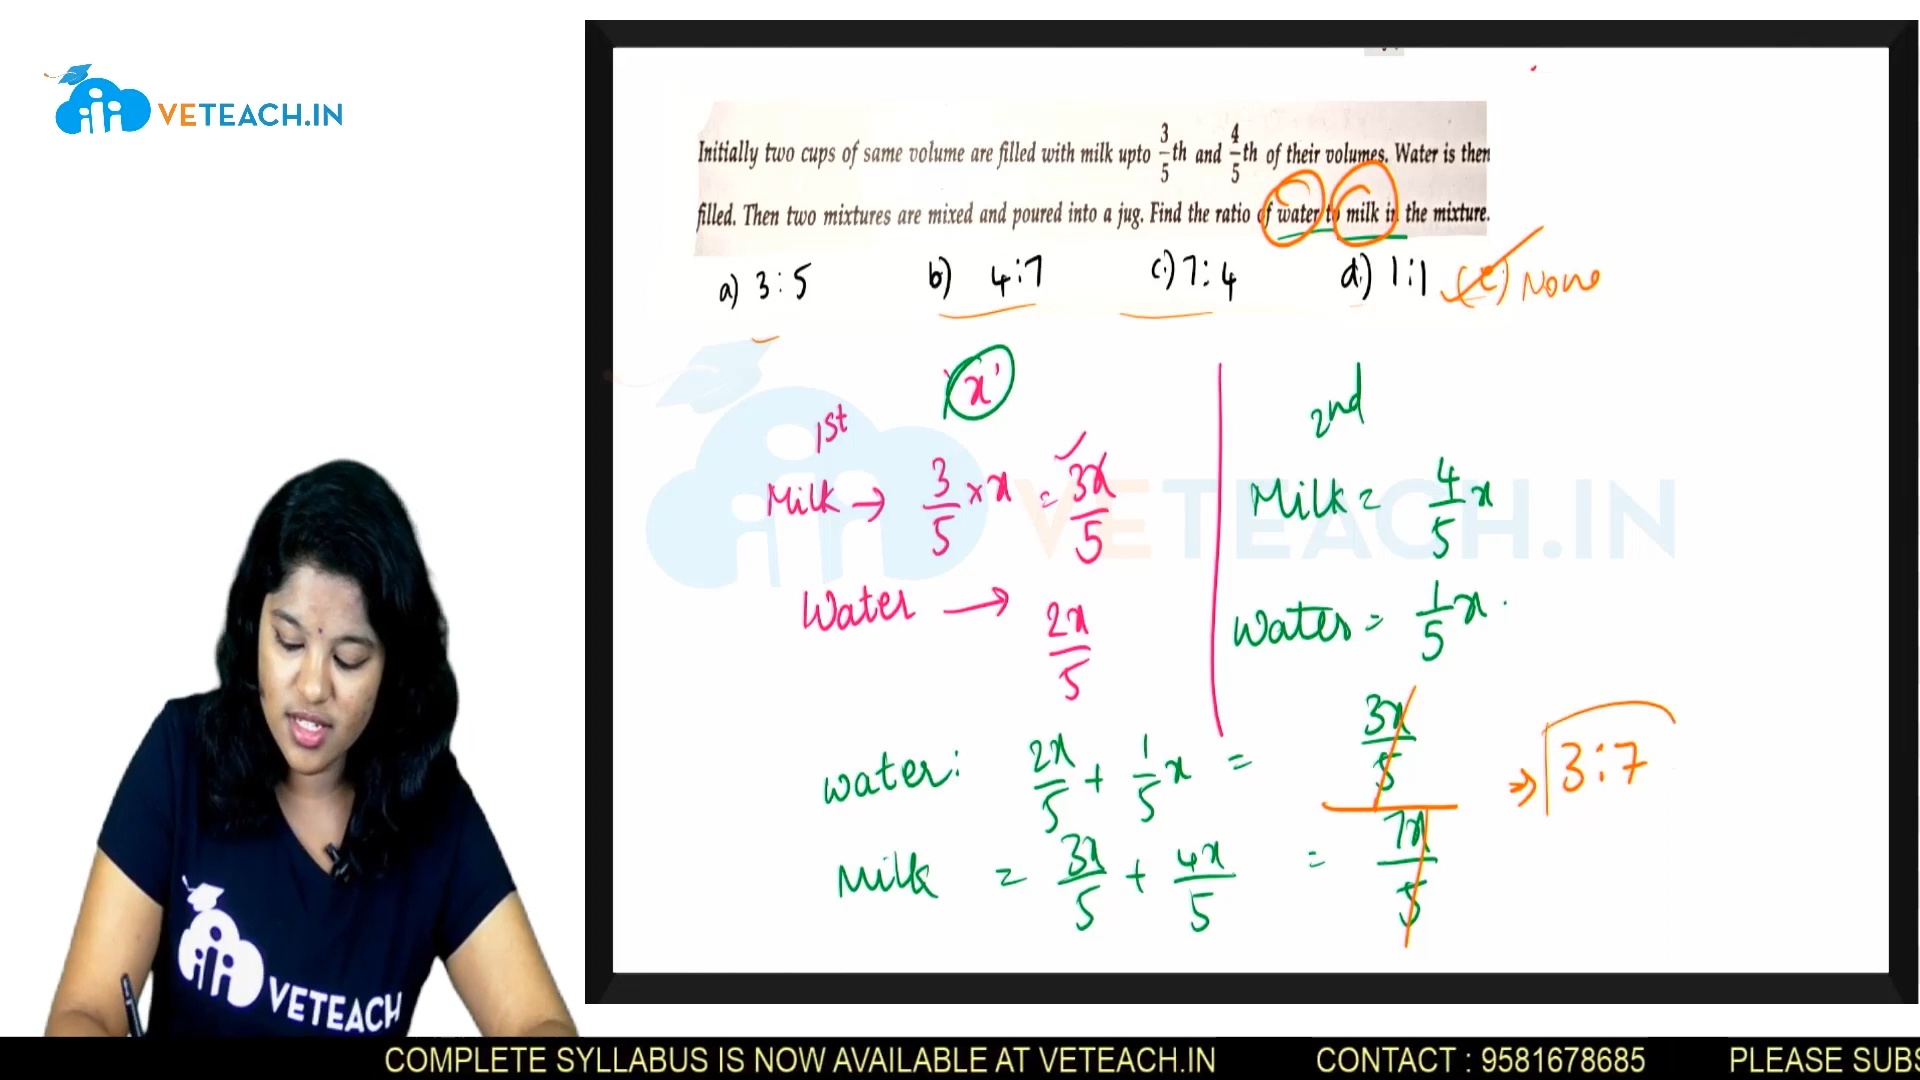 VETEACH.IN
Initially two cups of same volume are filled with milk upto 3/5 th and 4/5 th of their volumes. Water is then
filled. Then two mixtures are mixed and poured into a jug. Find the ratio of water to milk in the mixture.
a) 3:5 b) 4:7 c) 7:4 d) 1:1 (e) None
x'
1st 2nd
Milk → 3/5 × x = 3x/5 Milk = 4/5 x
VETEACH.IN
Water → 2x/5 Water = 1/5 x.
water: 2x/5 + 1/5 x = 3x/5 ⇒ 3:7
Milk = 3x/5 + 4x/5 = 7x/5
VETEACH
COMPLETE SYLLABUS IS NOW AVAILABLE AT VETEACH.IN CONTACT : 9581678685 PLEASE SUBS